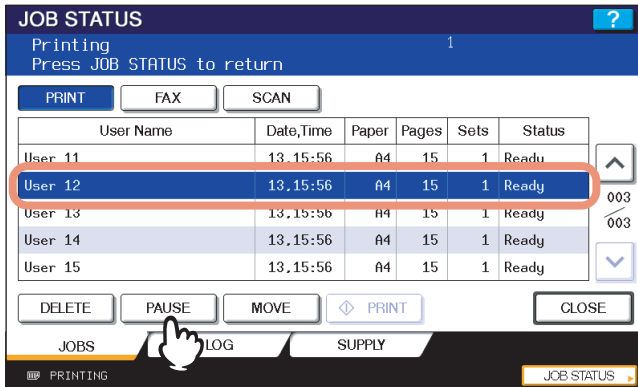 JOB STATUS ?
Printing 1
Press JOB STATUS to return
PRINT FAX SCAN
User Name Date,Time Paper Pages Sets Status
User 11 13,15:56 A4 15 1 Ready
User 12 13,15:56 A4 15 1 Ready
User 13 13,15:56 A4 15 1 Ready
User 14 13,15:56 A4 15 1 Ready
User 15 13,15:56 A4 15 1 Ready
003
003
DELETE PAUSE MOVE PRINT CLOSE
JOBS LOG SUPPLY
PRINTING JOB STATUS